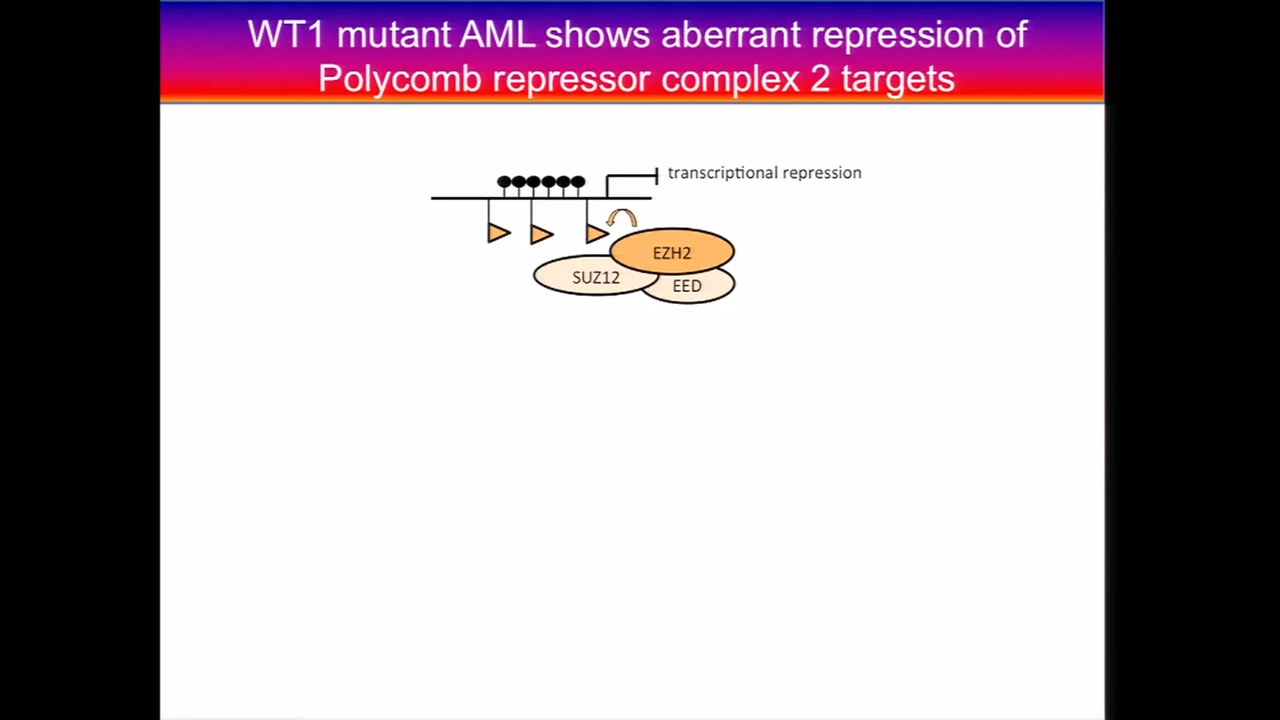 WT1 mutant AML shows aberrant repression of
Polycomb repressor complex 2 targets
transcriptional repression
EZH2
SUZ12
EED